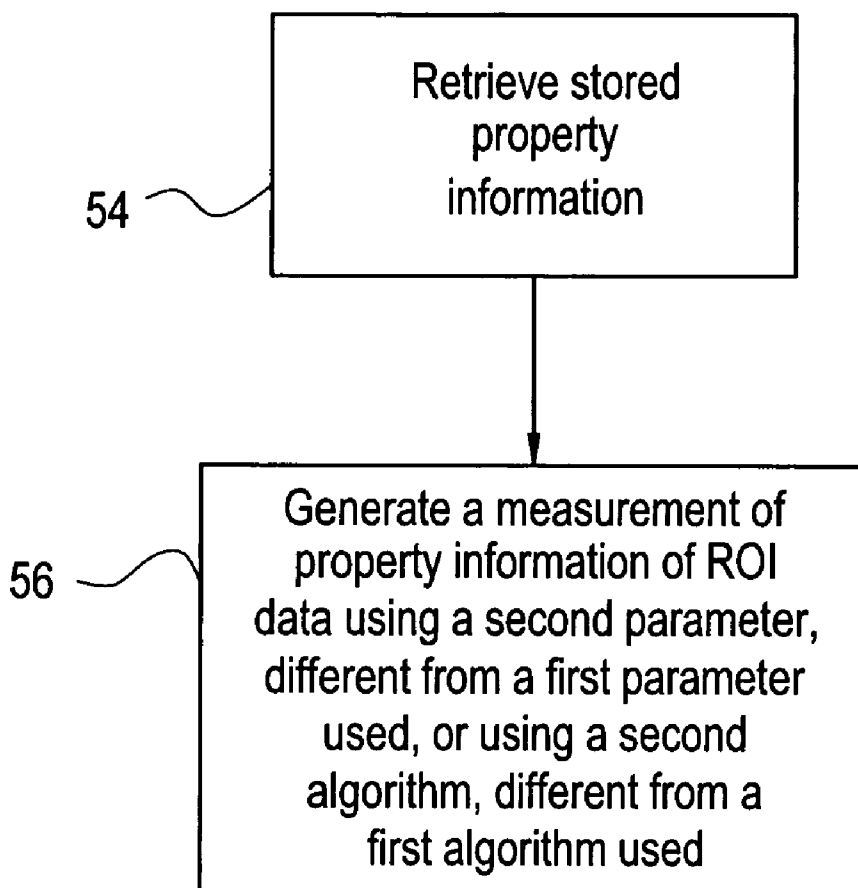 Retrieve stored
property
information
54
Generate a measurement of
property information of ROI
data using a second parameter,
different from a first parameter
used, or using a second
algorithm, different from a
first algorithm used
56